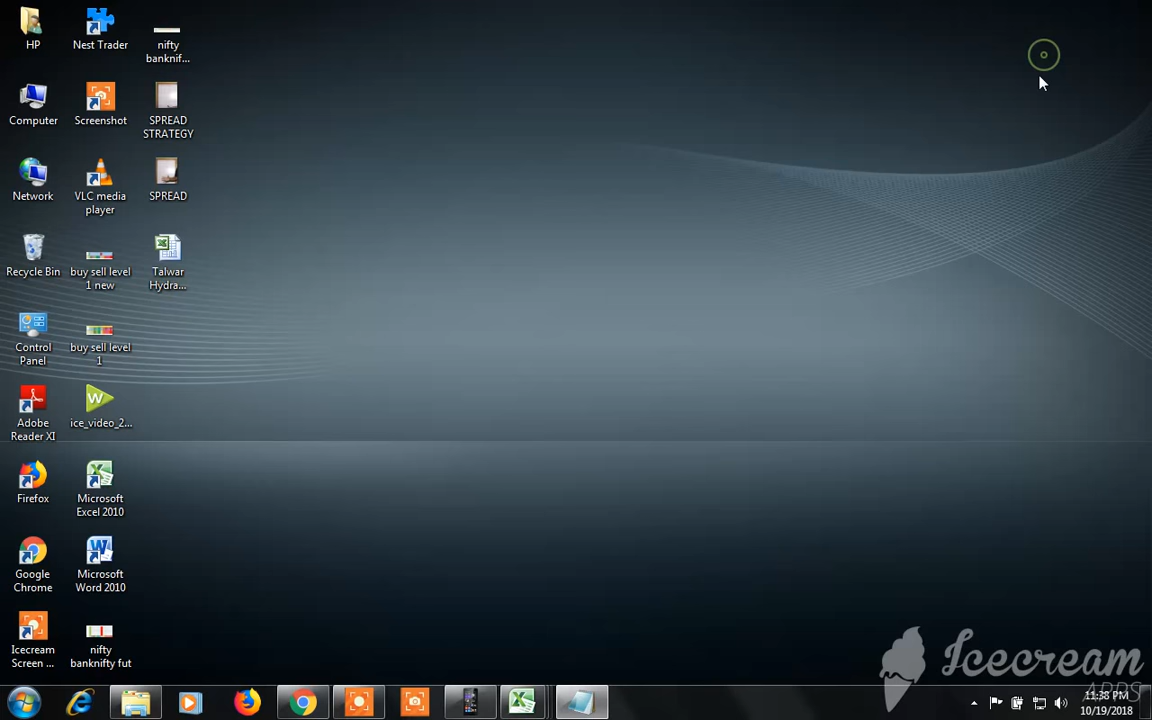 HP
Nest Trader
nifty
banknif...
Computer
Screenshot
SPREAD
STRATEGY
Network
VLC media
player
SPREAD
Recycle Bin
buy sell level
1 new
Talwar
Hydra...
Control
Panel
buy sell level
1
Adobe
Reader XI
ice_video_2...
Firefox
Microsoft
Excel 2010
Google
Chrome
Microsoft
Word 2010
Icecream
Screen ...
nifty
banknifty fut
Icecream
APPS
11:38 PM
10/19/2018